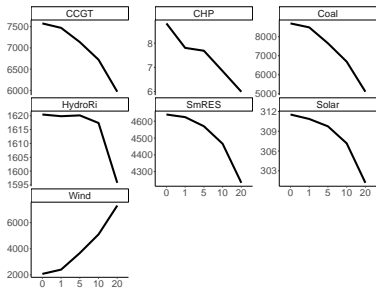 CCGT
7500
7000
6500
6000
CHP
8
7
6
Coal
8000
7000
6000
5000
HydroRi
1620
1615
1610
1605
1600
1595
SmRES
4600
4500
4400
4300
Solar
312
309
306
303
0 1 5 10 20
0 1 5 10 20
Wind
6000
4000
2000
0 1 5 10 20